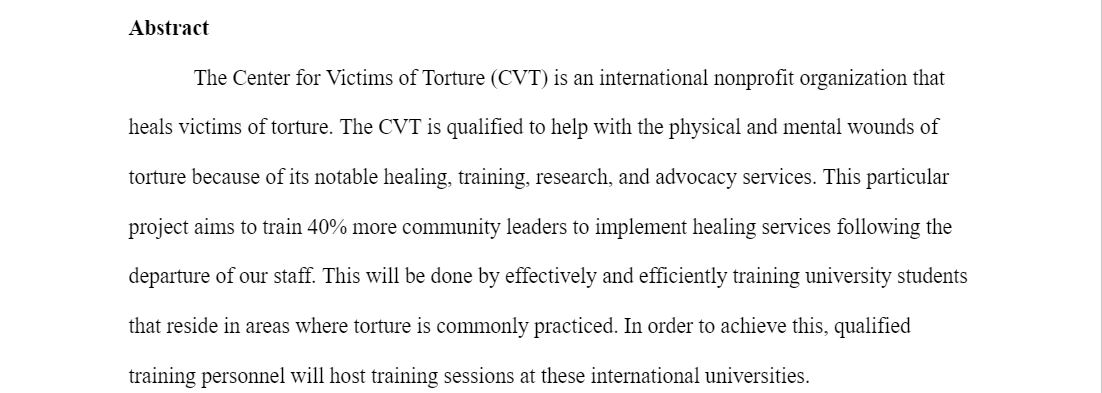 Abstract
The Center for Victims of Torture (CVT) is an international nonprofit organization that
heals victims of torture. The CVT is qualified to help with the physical and mental wounds of
torture because of its notable healing, training, research, and advocacy services. This particular
project aims to train 40% more community leaders to implement healing services following the
departure of our staff. This will be done by effectively and efficiently training university students
that reside in areas where torture is commonly practiced. In order to achieve this, qualified
training personnel will host training sessions at these international universities.